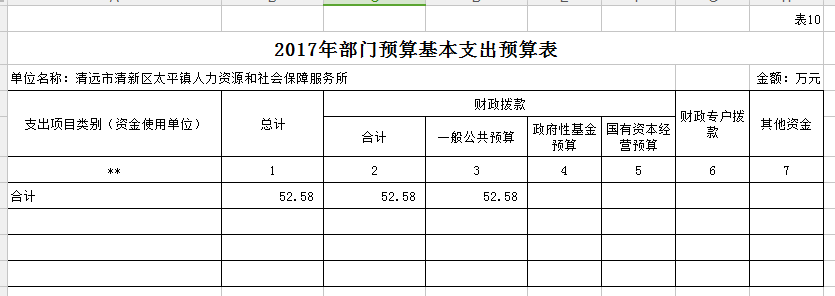 表10
2017年部门预算基本支出预算表
单位名称：清远市清新区太平镇人力资源和社会保障服务所 金额：万元
支出项目类别（资金使用单位） 总计 财政拨款 财政专户拨款 其他资金
合计 一般公共预算 政府性基金预算 国有资本经营预算
** 1 2 3 4 5 6 7
合计 52.58 52.58 52.58